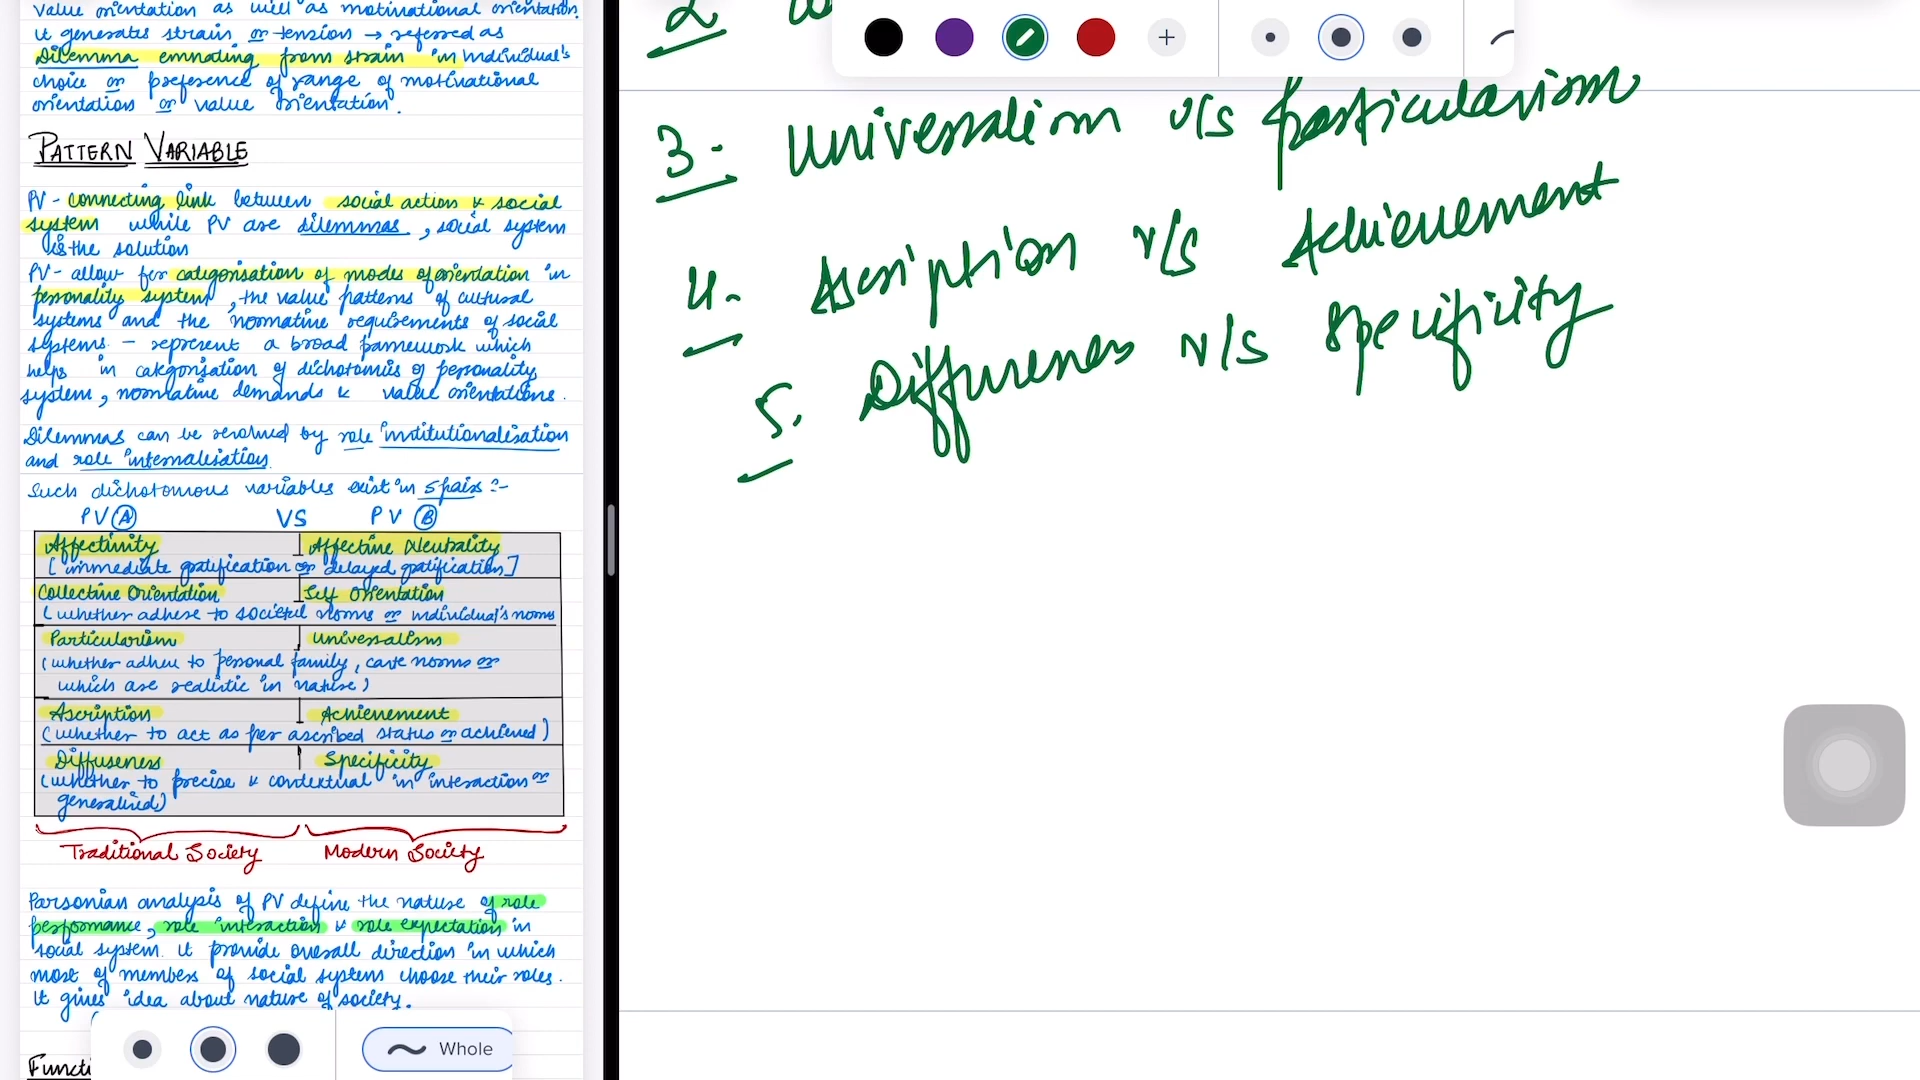 value orientation as well as motivational orientation.
it generates strain or tension → referred as
Dilemma emnating from strain in individual's
choice or preference of range of motivational
orientation or value orientation.
PATTERN VARIABLE
PV - connecting link between social action & social
system while PV are dilemmas, social system
is the solution
PV - allow for categorisation of modes of orientation in
personality system, the value patterns of cultural
systems and the normative requirements of social
systems - represent a broad framework which
helps in categorisation of dichotomies of personality
system, normative demands & value orientations.
Dilemmas can be resolved by role institutionalisation
and role internalisation
Such dichotomous variables exist in 5 pairs :-
PV (A) VS PV (B)
Affectivity Affective Neutrality
[immediate gratification or delayed gratification]
Collective Orientation Self Orientation
(whether adhere to societal norms or individual's norms
Particularism Universalism
(whether adhere to personal family, caste norms or
which are realistic in nature)
Ascription Achievement
(whether to act as per ascribed status or achieved)
Diffuseness Specificity
(whether to precise & contextual in interaction or
generalised)
Traditional Society Modern Society
Parsonian analysis of PV define the nature of role
performance, role interaction & role expectation in
social system. it provide overall direction in which
most of members of social system choose their roles.
It gives idea about nature of society.
Functi
Whole
2
3. Universalism v/s particularism
4. Ascription v/s Achievement
5. Diffuseness v/s specificity